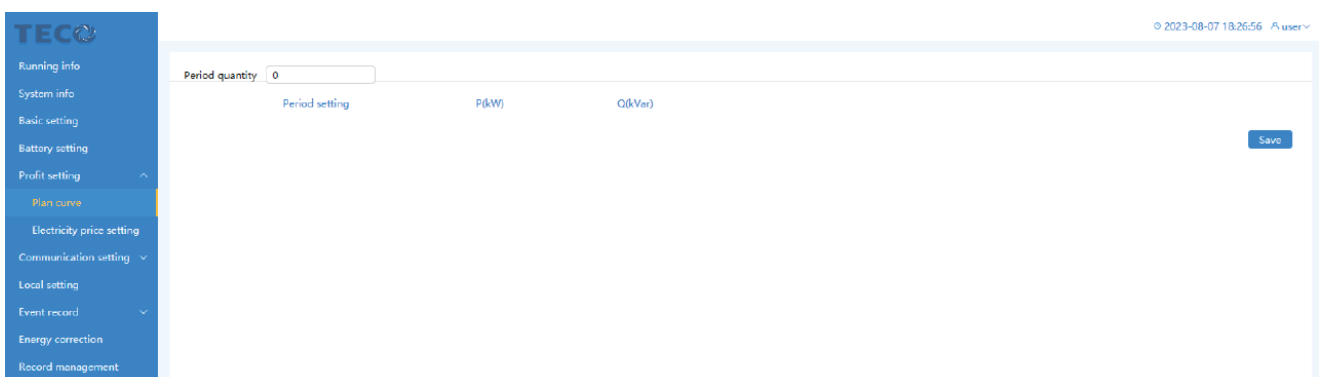 TECO
2023-08-07 18:26:56 user
Running info
System info
Basic setting
Battery setting
Profit setting
Plan curve
Electricity price setting
Communication setting
Local setting
Event record
Energy correction
Record management
Period quantity 0
Period setting P(kW) Q(kVar)
Save